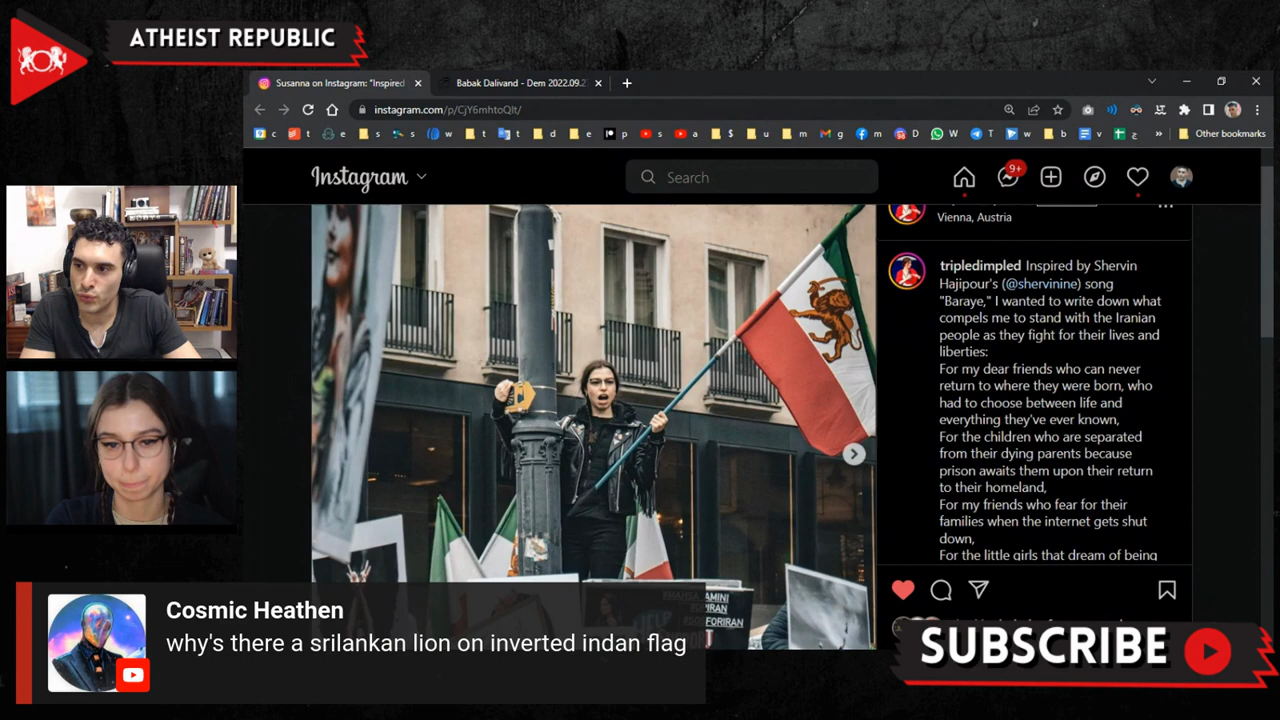 ATHEIST REPUBLIC
Susanna on Instagram: "Inspired
Babak Dalivand - Dem 2022.09.2
instagram.com/p/CjY6mhtoQIt/
c t e s s w t t d e p s a $ u m g m D W T w b v ج » Other bookmarks
Instagram
Search
9+
Vienna, Austria
tripledimpled Inspired by Shervin
Hajipour's (@shervinine) song
"Baraye," I wanted to write down what
compels me to stand with the Iranian
people as they fight for their lives and
liberties:
For my dear friends who can never
return to where they were born, who
had to choose between life and
everything they've ever known,
For the children who are separated
from their dying parents because
prison awaits them upon their return
to their homeland,
For my friends who fear for their
families when the internet gets shut
down,
For the little girls that dream of being
AMINI
OPIRAN
FORIRAN
Cosmic Heathen
why's there a srilankan lion on inverted indan flag
SUBSCRIBE